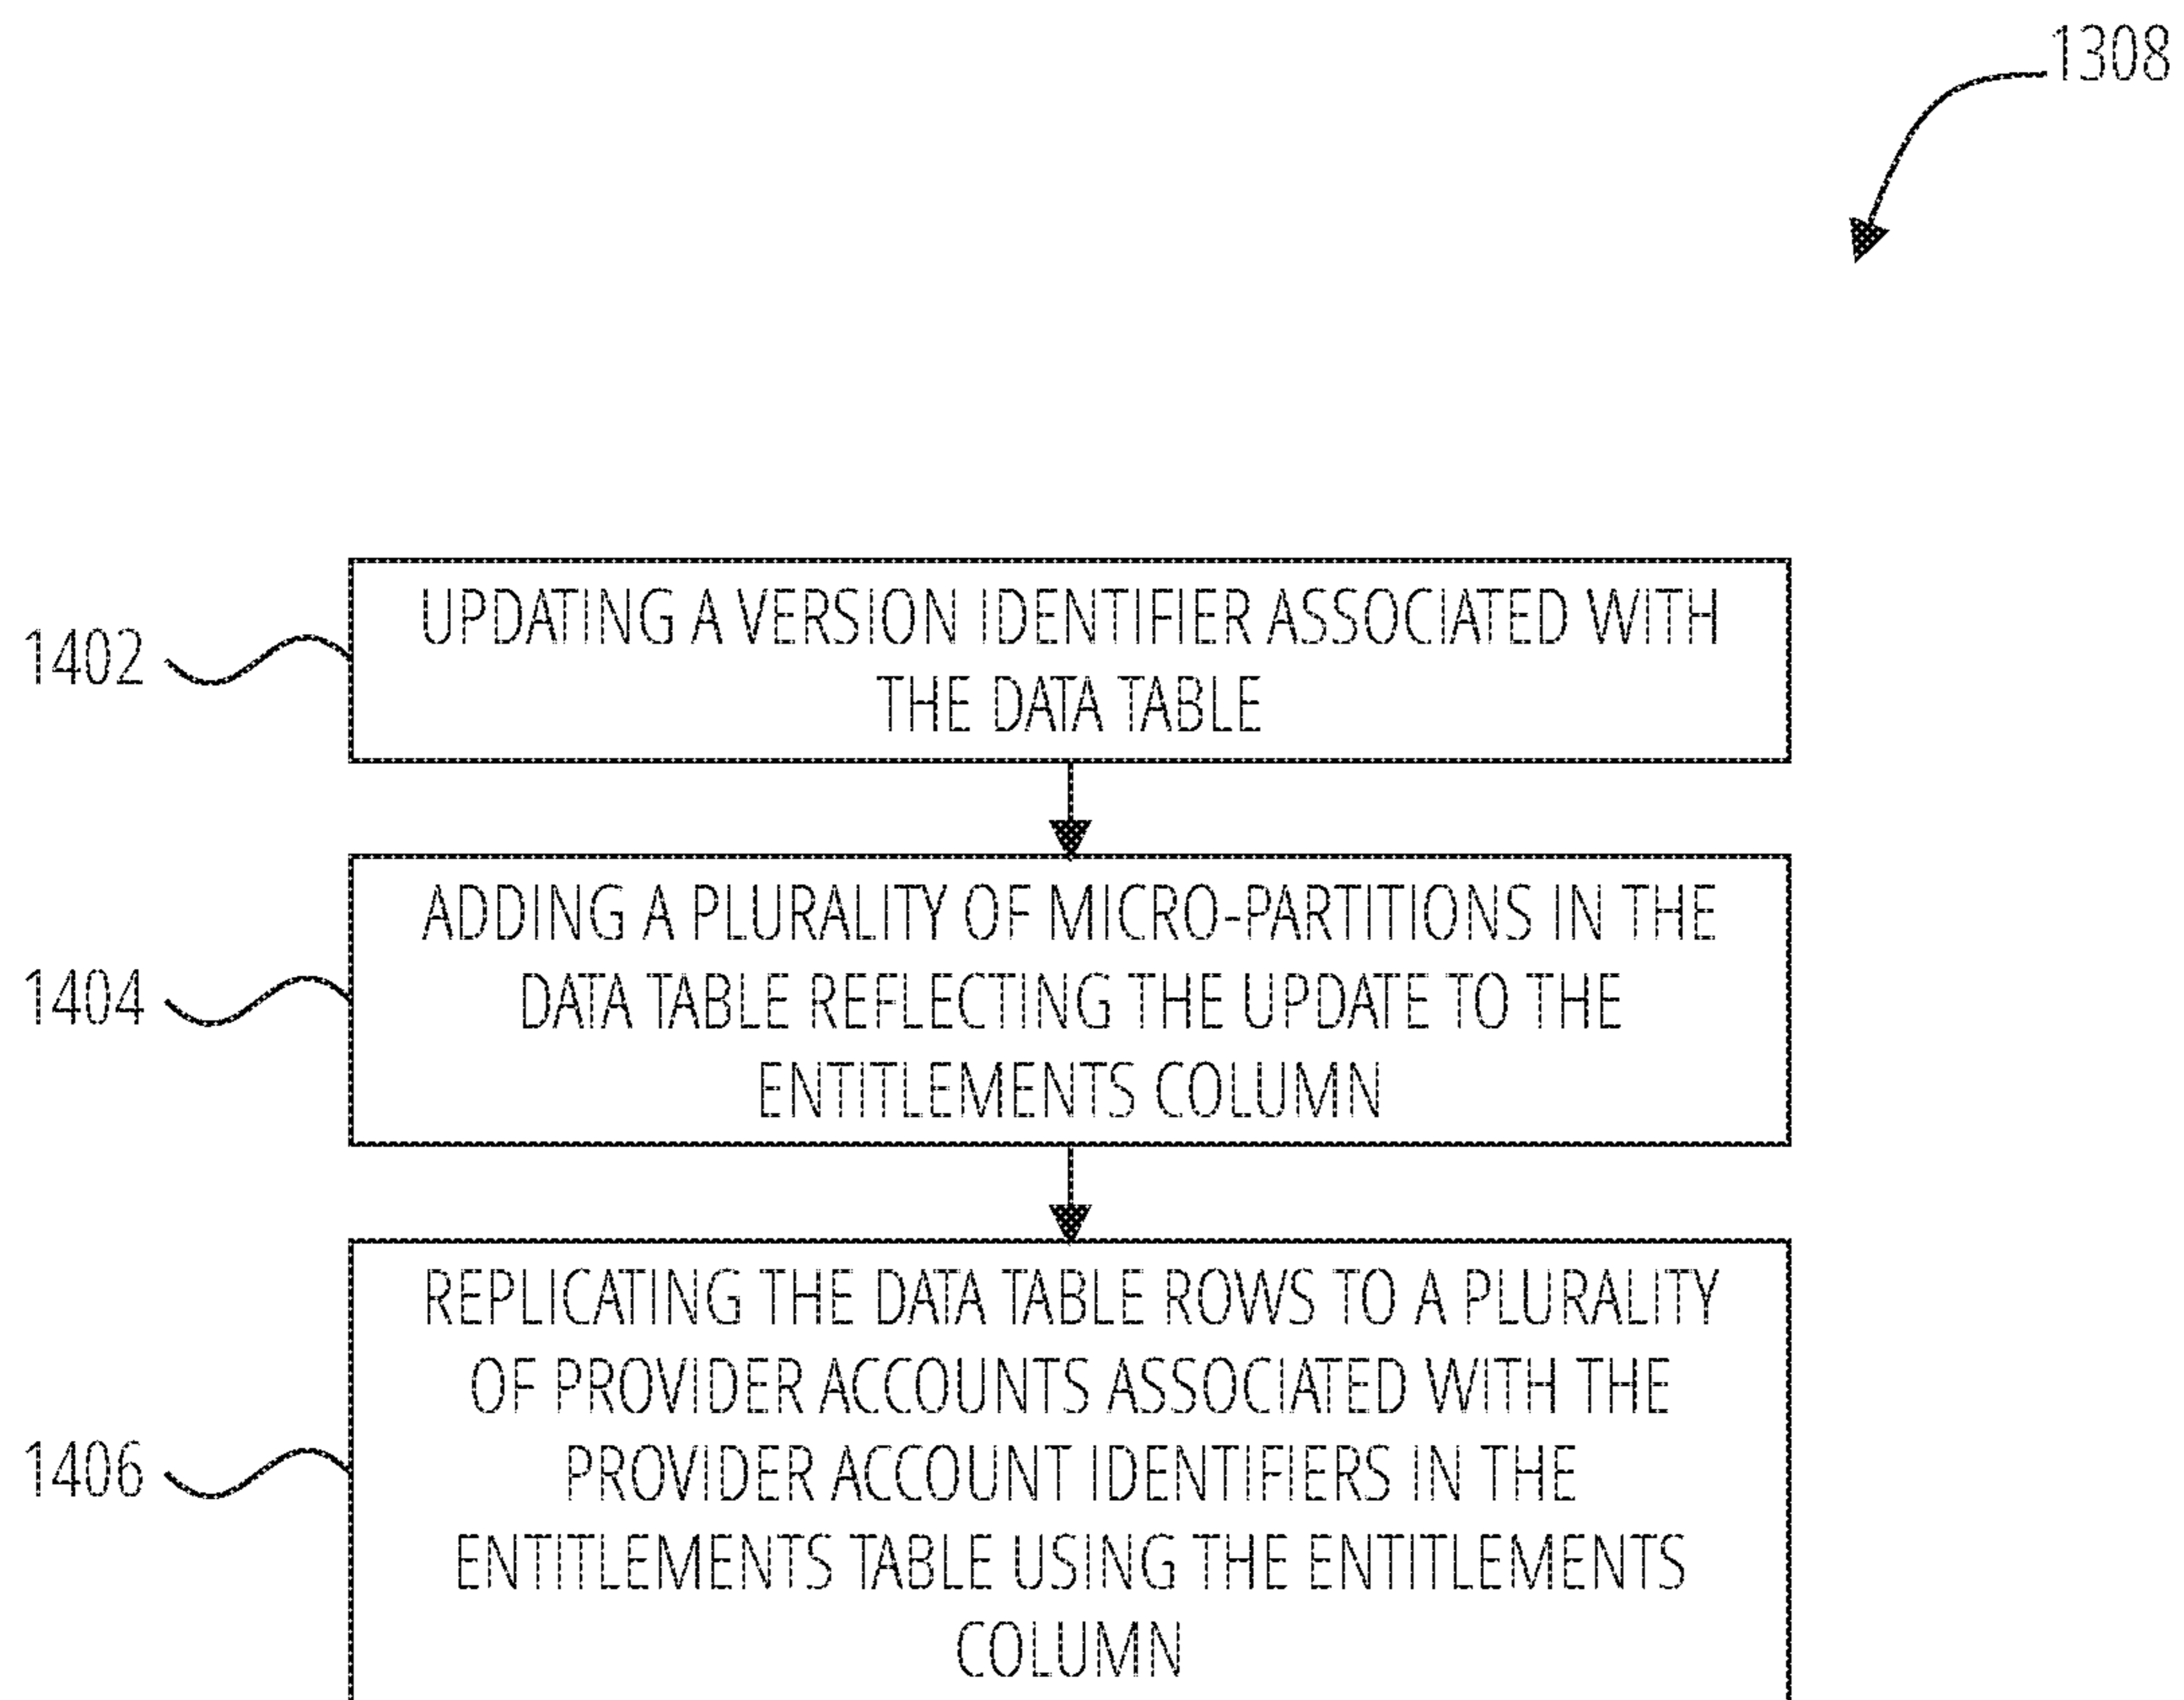 1308
1402
UPDATING A VERSION IDENTIFIER ASSOCIATED WITH
THE DATA TABLE
1404
ADDING A PLURALITY OF MICRO-PARTITIONS IN THE
DATA TABLE REFLECTING THE UPDATE TO THE
ENTITLEMENTS COLUMN
1406
REPLICATING THE DATA TABLE ROWS TO A PLURALITY
OF PROVIDER ACCOUNTS ASSOCIATED WITH THE
PROVIDER ACCOUNT IDENTIFIERS IN THE
ENTITLEMENTS TABLE USING THE ENTITLEMENTS
COLUMN